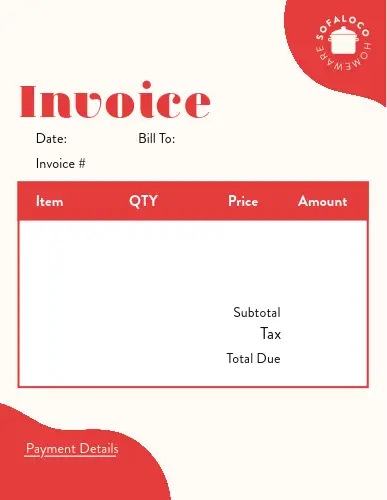 SOFALOCO
HOMEWARE
Invoice
Date: Bill To:
Invoice #
Item QTY Price Amount
Subtotal
Tax
Total Due
Payment Details